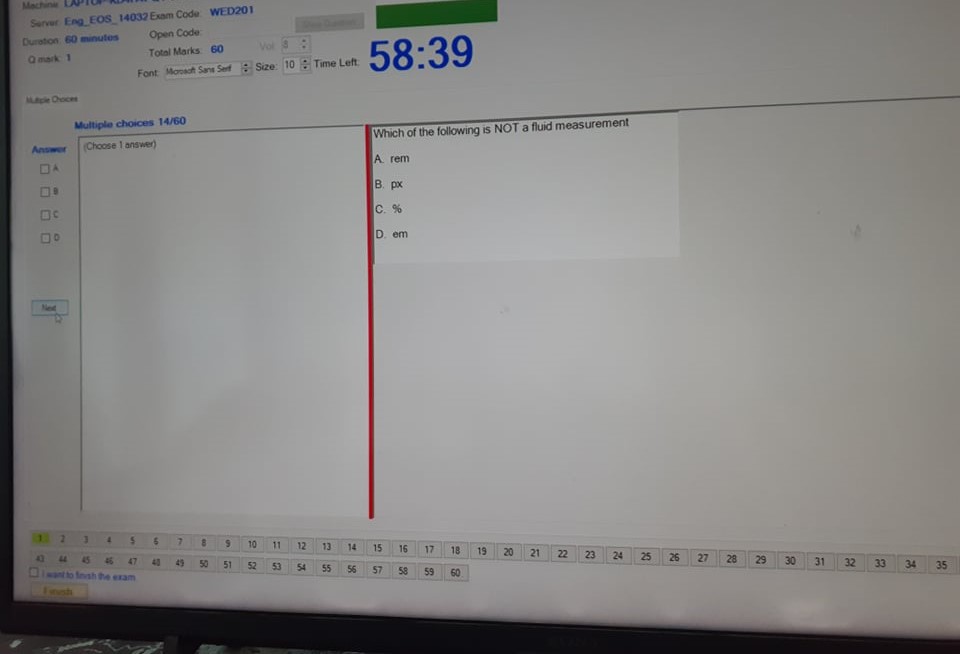 Machine
Server: Eng_EOS_14032 Exam Code: WED201
Duration: 60 minutes Open Code:
Q mark: 1 Total Marks: 60 Vol: 8
Font: Microsoft Sans Serif Size: 10 Time Left: 58:39
Multiple Choices
Multiple choices 14/60
Answer (Choose 1 answer)
A
B
C
D
Next
Which of the following is NOT a fluid measurement
A. rem
B. px
C. %
D. em
1 2 3 4 5 6 7 8 9 10 11 12 13 14 15 16 17 18 19 20 21 22 23 24 25 26 27 28 29 30 31 32 33 34 35
43 44 45 46 47 48 49 50 51 52 53 54 55 56 57 58 59 60
I want to finish the exam
Finish